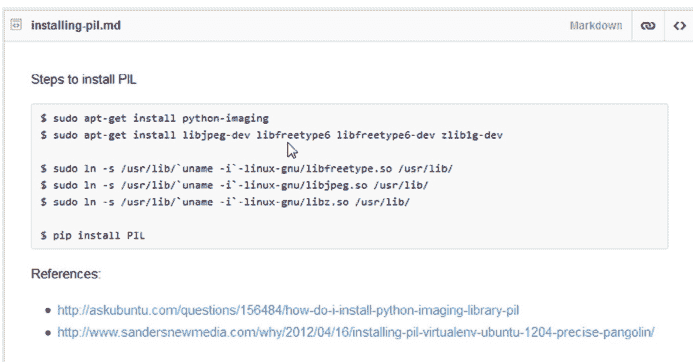 installing-pil.md
Markdown
Steps to install PIL
$ sudo apt-get install python-imaging
$ sudo apt-get install libjpeg-dev libfreetype6 libfreetype6-dev zlib1g-dev
$ sudo ln -s /usr/lib/`uname -i`-linux-gnu/libfreetype.so /usr/lib/
$ sudo ln -s /usr/lib/`uname -i`-linux-gnu/libjpeg.so /usr/lib/
$ sudo ln -s /usr/lib/`uname -i`-linux-gnu/libz.so /usr/lib/
$ pip install PIL
References:
http://askubuntu.com/questions/156484/how-do-i-install-python-imaging-library-pil
http://www.sandersnewmedia.com/why/2012/04/16/installing-pil-virtualenv-ubuntu-1204-precise-pangolin/